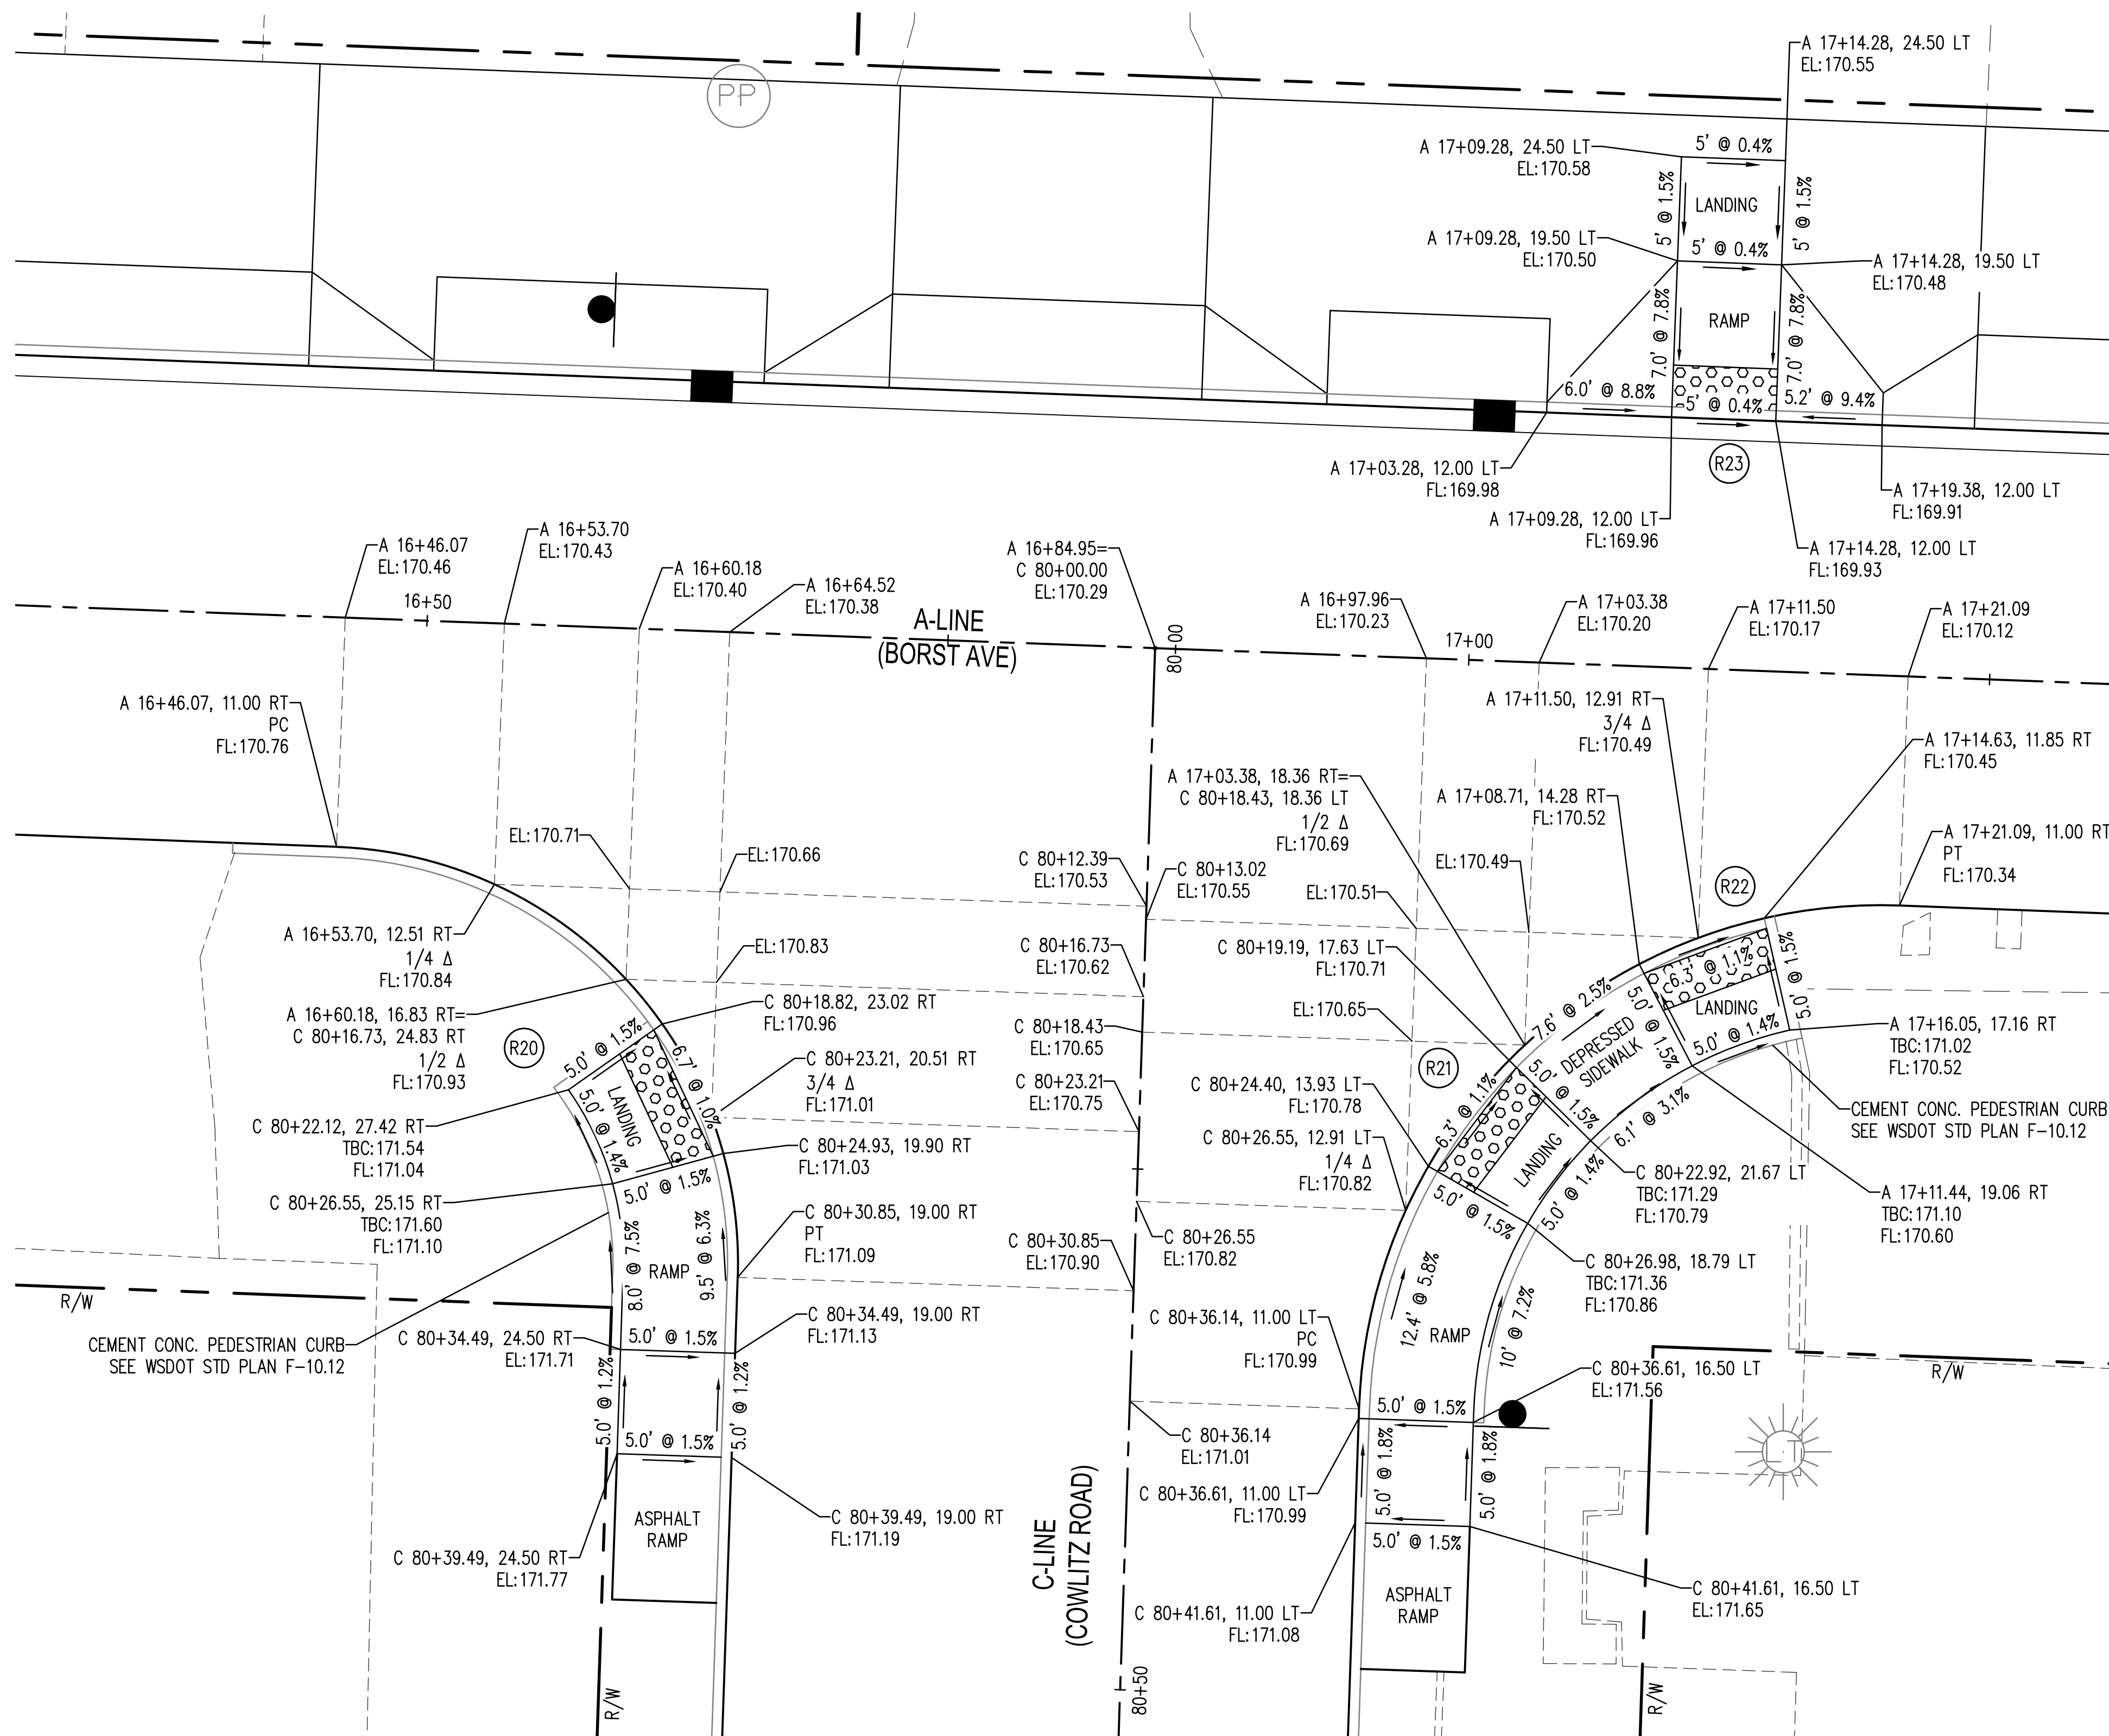 PP
A 17+14.28, 24.50 LT
EL:170.55
A 17+09.28, 24.50 LT
EL:170.58
5' @ 0.4%
5' @ 1.5%
LANDING
5' @ 1.5%
A 17+09.28, 19.50 LT
EL:170.50
5' @ 0.4%
A 17+14.28, 19.50 LT
EL:170.48
7.0' @ 7.8%
RAMP
7.0' @ 7.8%
6.0' @ 8.8%
5' @ 0.4%
5.2' @ 9.4%
R23
A 17+03.28, 12.00 LT
FL:169.98
A 17+09.28, 12.00 LT
FL:169.96
A 17+19.38, 12.00 LT
FL:169.91
A 17+14.28, 12.00 LT
FL:169.93
A 16+46.07
EL:170.46
A 16+53.70
EL:170.43
A 16+60.18
EL:170.40
A 16+64.52
EL:170.38
16+50
A-LINE
(BORST AVE)
A 16+84.95=
C 80+00.00
EL:170.29
80+00
A 16+97.96
EL:170.23
17+00
A 17+03.38
EL:170.20
A 17+11.50
EL:170.17
A 17+21.09
EL:170.12
A 16+46.07, 11.00 RT
PC
FL:170.76
A 17+11.50, 12.91 RT
3/4 Δ
FL:170.49
A 17+14.63, 11.85 RT
FL:170.45
A 17+03.38, 18.36 RT=
C 80+18.43, 18.36 LT
1/2 Δ
FL:170.69
A 17+08.71, 14.28 RT
FL:170.52
A 17+21.09, 11.00 RT
PT
FL:170.34
EL:170.71
EL:170.66
C 80+12.39
EL:170.53
C 80+13.02
EL:170.55
EL:170.49
EL:170.51
R22
A 16+53.70, 12.51 RT
1/4 Δ
FL:170.84
EL:170.83
C 80+16.73
EL:170.62
C 80+19.19, 17.63 LT
FL:170.71
A 16+60.18, 16.83 RT=
C 80+16.73, 24.83 RT
1/2 Δ
FL:170.93
R20
C 80+18.82, 23.02 RT
FL:170.96
C 80+18.43
EL:170.65
EL:170.65
7.6' @ 2.5%
6.3' @ 1.1%
LANDING
5.0' @ 1.5%
5.0' @ 1.5%
5.0' @ 1.4%
DEPRESSED
SIDEWALK
A 17+16.05, 17.16 RT
TBC:171.02
FL:170.52
5.0' @ 1.5%
6.7' @ 1.0%
LANDING
5.0' @ 1.4%
5.0' @ 1.5%
C 80+23.21, 20.51 RT
3/4 Δ
FL:171.01
C 80+23.21
EL:170.75
R21
C 80+24.40, 13.93 LT
FL:170.78
6.3' @ 1.1%
5.0' @ 1.5%
LANDING
5.0' @ 1.5%
5.0' @ 1.4%
6.1' @ 3.1%
CEMENT CONC. PEDESTRIAN CURB
SEE WSDOT STD PLAN F-10.12
C 80+22.12, 27.42 RT
TBC:171.54
FL:171.04
C 80+24.93, 19.90 RT
FL:171.03
C 80+26.55, 12.91 LT
1/4 Δ
FL:170.82
C 80+22.92, 21.67 LT
TBC:171.29
FL:170.79
A 17+11.44, 19.06 RT
TBC:171.10
FL:170.60
C 80+26.55, 25.15 RT
TBC:171.60
FL:171.10
C 80+30.85, 19.00 RT
PT
FL:171.09
C 80+30.85
EL:170.90
C 80+26.55
EL:170.82
C 80+26.98, 18.79 LT
TBC:171.36
FL:170.86
8.0' @ 7.5%
RAMP
9.5' @ 6.3%
R/W
CEMENT CONC. PEDESTRIAN CURB
SEE WSDOT STD PLAN F-10.12
C 80+34.49, 24.50 RT
EL:171.71
5.0' @ 1.5%
C 80+34.49, 19.00 RT
FL:171.13
C 80+36.14, 11.00 LT
PC
FL:170.99
12.4' @ 5.8%
RAMP
10' @ 7.2%
C 80+36.61, 16.50 LT
EL:171.56
R/W
5.0' @ 1.2%
5.0' @ 1.2%
5.0' @ 1.5%
C 80+36.14
EL:171.01
5.0' @ 1.5%
5.0' @ 1.8%
5.0' @ 1.8%
LT
C 80+36.61, 11.00 LT
FL:170.99
5.0' @ 1.5%
ASPHALT
RAMP
C 80+39.49, 19.00 RT
FL:171.19
C 80+39.49, 24.50 RT
EL:171.77
C-LINE
(COWLITZ ROAD)
C 80+41.61, 11.00 LT
FL:171.08
ASPHALT
RAMP
C 80+41.61, 16.50 LT
EL:171.65
R/W
80+50
R/W